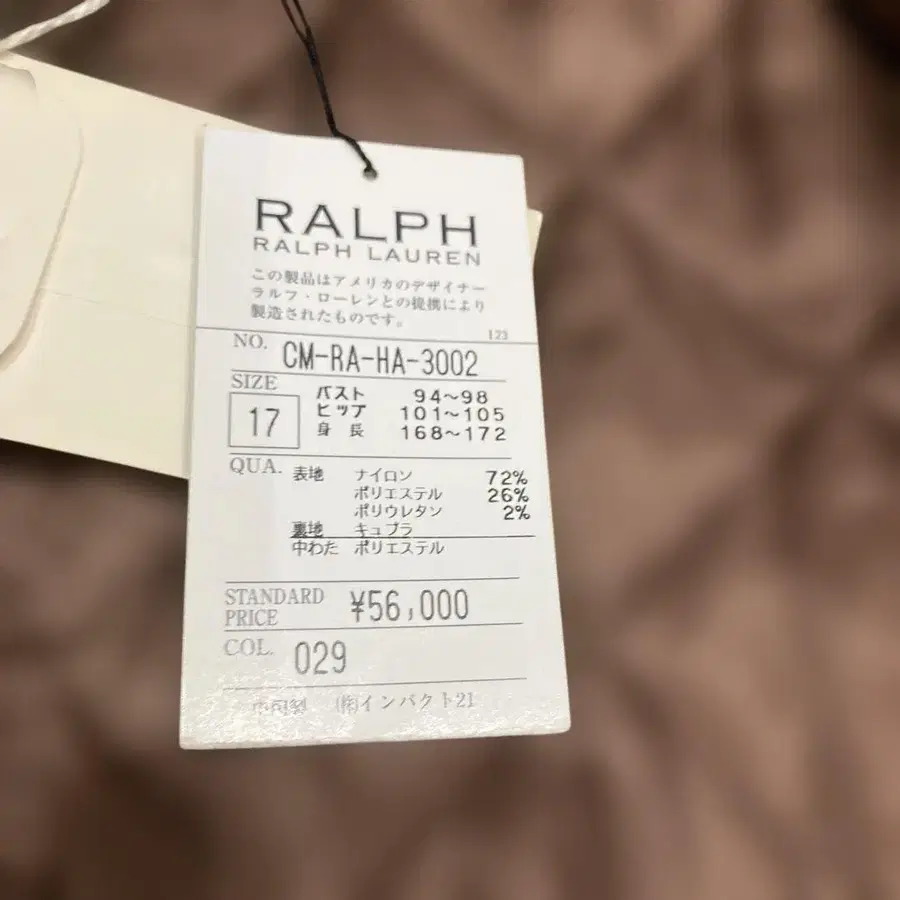 RALPH
RALPH LAUREN
この製品はアメリカのデザイナー
ラルフ・ローレンとの提携により
製造されたものです。
123
NO. CM-RA-HA-3002
SIZE 17
バスト 94~98
ヒップ 101~105
身長 168~172
QUA. 表地 ナイロン 72%
ポリエステル 26%
ポリウレタン 2%
裏地 キュプラ
中わた ポリエステル
STANDARD PRICE ¥56,000
COL. 029
中国製 (株)インパクト21